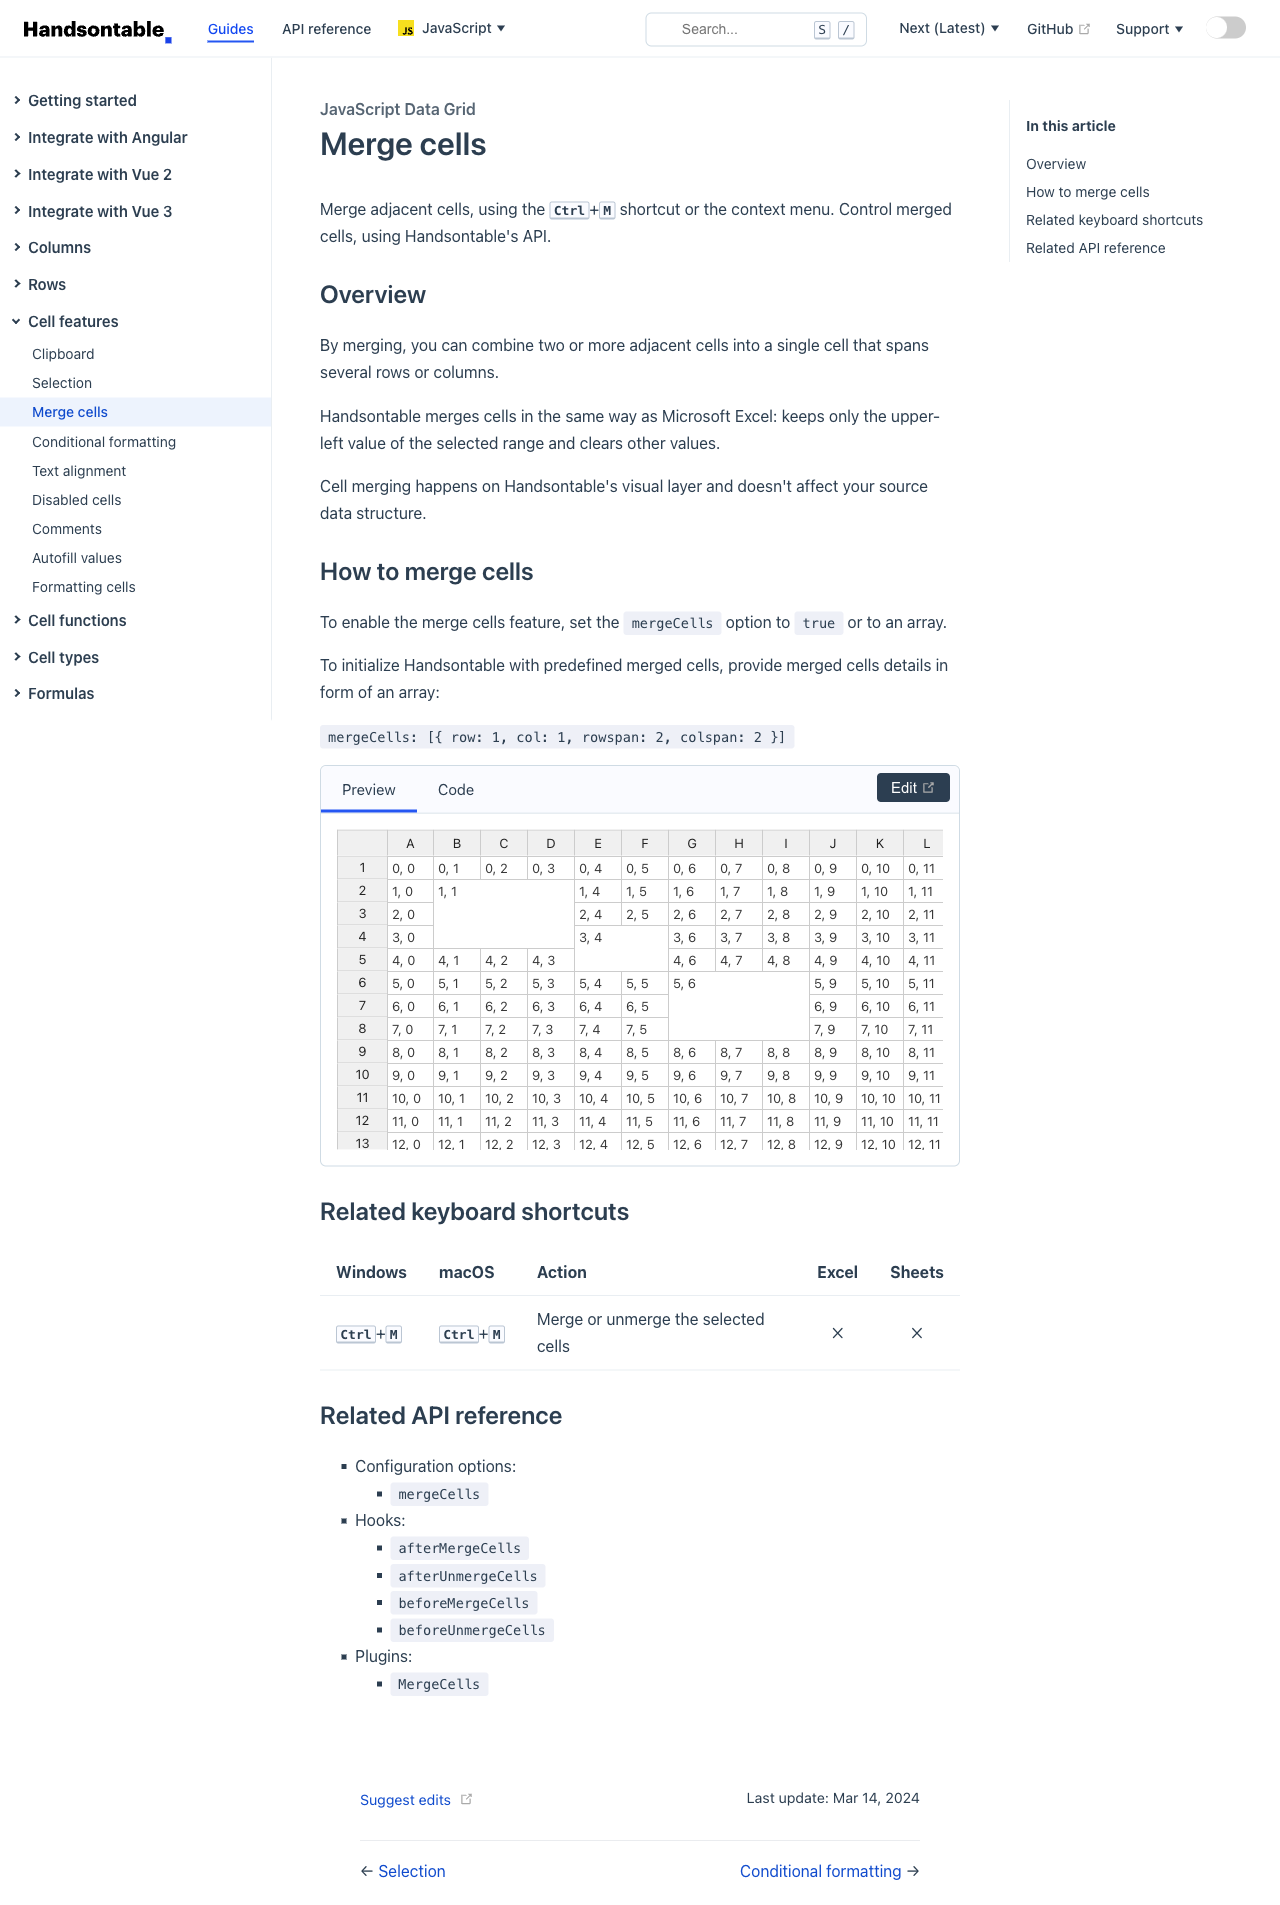 Handsontable
Guides
API reference
JS JavaScript
Search...
S /
Next (Latest)
GitHub
Support
Getting started
Integrate with Angular
Integrate with Vue 2
Integrate with Vue 3
Columns
Rows
Cell features
Clipboard
Selection
Merge cells
Conditional formatting
Text alignment
Disabled cells
Comments
Autofill values
Formatting cells
Cell functions
Cell types
Formulas
JavaScript Data Grid
Merge cells
Merge adjacent cells, using the Ctrl+M shortcut or the context menu. Control merged
cells, using Handsontable's API.
Overview
By merging, you can combine two or more adjacent cells into a single cell that spans
several rows or columns.
Handsontable merges cells in the same way as Microsoft Excel: keeps only the upper-
left value of the selected range and clears other values.
Cell merging happens on Handsontable's visual layer and doesn't affect your source
data structure.
How to merge cells
To enable the merge cells feature, set the mergeCells option to true or to an array.
To initialize Handsontable with predefined merged cells, provide merged cells details in
form of an array:
mergeCells: [{ row: 1, col: 1, rowspan: 2, colspan: 2 }]
Preview Code Edit
A B C D E F G H I J K L
1 0, 0 0, 1 0, 2 0, 3 0, 4 0, 5 0, 6 0, 7 0, 8 0, 9 0, 10 0, 11
2 1, 0 1, 1 1, 4 1, 5 1, 6 1, 7 1, 8 1, 9 1, 10 1, 11
3 2, 0 2, 4 2, 5 2, 6 2, 7 2, 8 2, 9 2, 10 2, 11
4 3, 0 3, 4 3, 6 3, 7 3, 8 3, 9 3, 10 3, 11
5 4, 0 4, 1 4, 2 4, 3 4, 6 4, 7 4, 8 4, 9 4, 10 4, 11
6 5, 0 5, 1 5, 2 5, 3 5, 4 5, 5 5, 6 5, 9 5, 10 5, 11
7 6, 0 6, 1 6, 2 6, 3 6, 4 6, 5 6, 9 6, 10 6, 11
8 7, 0 7, 1 7, 2 7, 3 7, 4 7, 5 7, 9 7, 10 7, 11
9 8, 0 8, 1 8, 2 8, 3 8, 4 8, 5 8, 6 8, 7 8, 8 8, 9 8, 10 8, 11
10 9, 0 9, 1 9, 2 9, 3 9, 4 9, 5 9, 6 9, 7 9, 8 9, 9 9, 10 9, 11
11 10, 0 10, 1 10, 2 10, 3 10, 4 10, 5 10, 6 10, 7 10, 8 10, 9 10, 10 10, 11
12 11, 0 11, 1 11, 2 11, 3 11, 4 11, 5 11, 6 11, 7 11, 8 11, 9 11, 10 11, 11
13 12, 0 12, 1 12, 2 12, 3 12, 4 12, 5 12, 6 12, 7 12, 8 12, 9 12, 10 12, 11
Related keyboard shortcuts
Windows macOS Action Excel Sheets
Ctrl+M Ctrl+M Merge or unmerge the selected
cells
Related API reference
Configuration options:
mergeCells
Hooks:
afterMergeCells
afterUnmergeCells
beforeMergeCells
beforeUnmergeCells
Plugins:
MergeCells
Suggest edits
Last update: Mar 14, 2024
← Selection
Conditional formatting →
In this article
Overview
How to merge cells
Related keyboard shortcuts
Related API reference